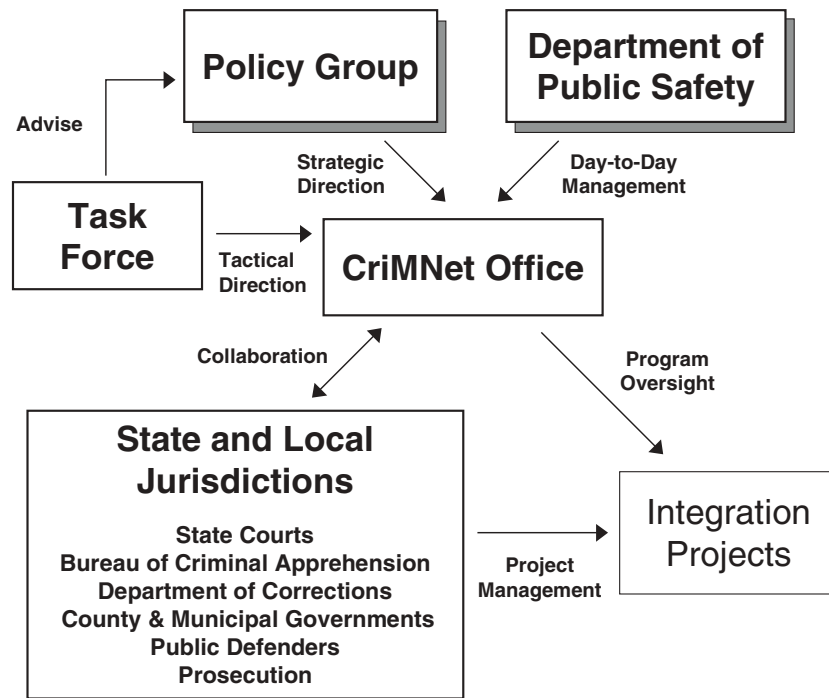 Policy Group
Department of
Public Safety
Advise
Strategic
Direction
Day-to-Day
Management
Task
Force
Tactical
Direction
CriMNet Office
Collaboration
Program
Oversight
State and Local
Jurisdictions
State Courts
Bureau of Criminal Apprehension
Department of Corrections
County & Municipal Governments
Public Defenders
Prosecution
Project
Management
Integration
Projects